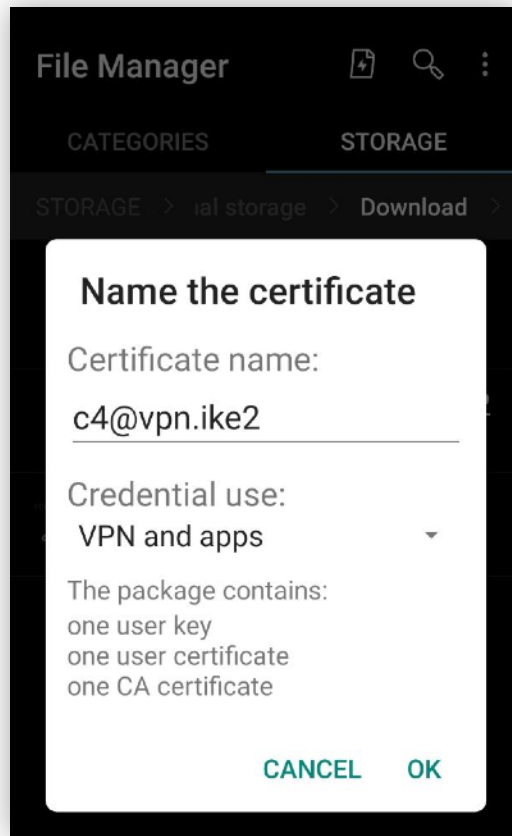 File Manager
CATEGORIES STORAGE
STORAGE > nal storage > Download >
Name the certificate
Certificate name:
c4@vpn.ike2
Credential use:
VPN and apps
The package contains:
one user key
one user certificate
one CA certificate
CANCEL OK